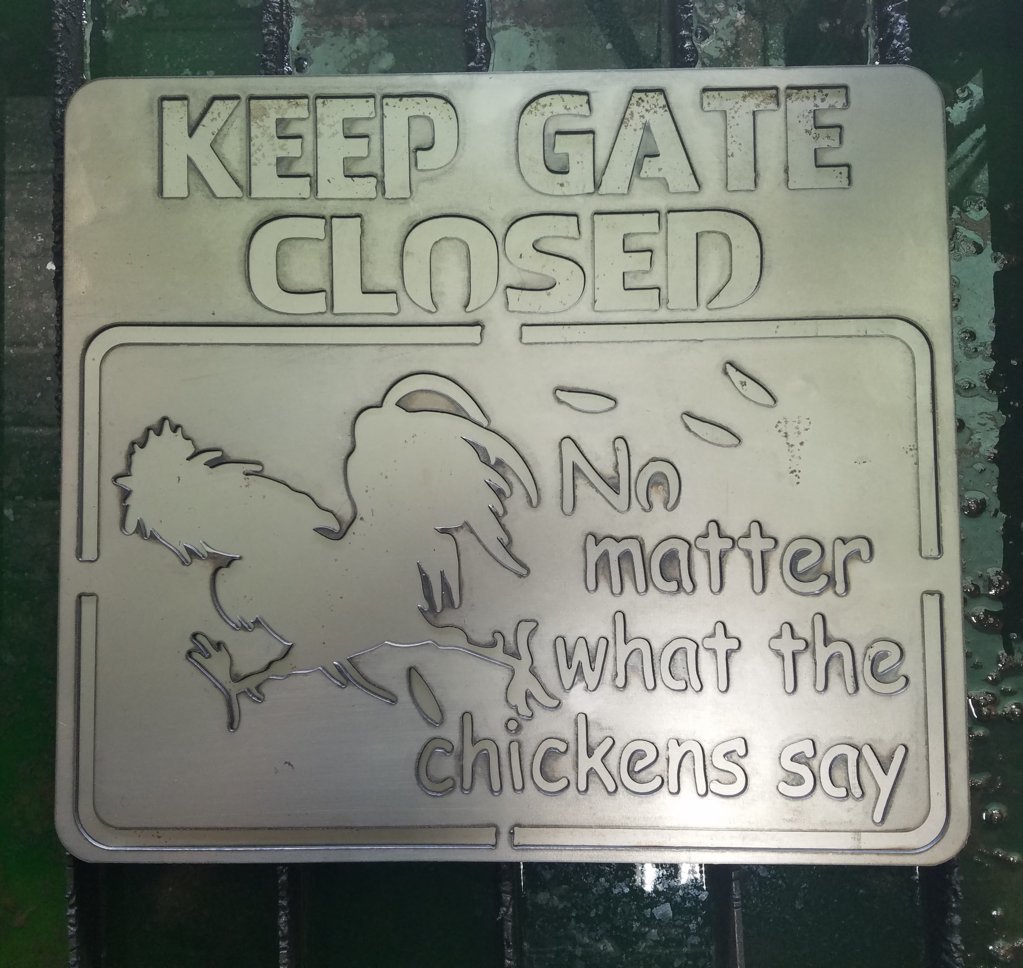 KEEP GATE
CLOSED
No
matter
what the
chickens say